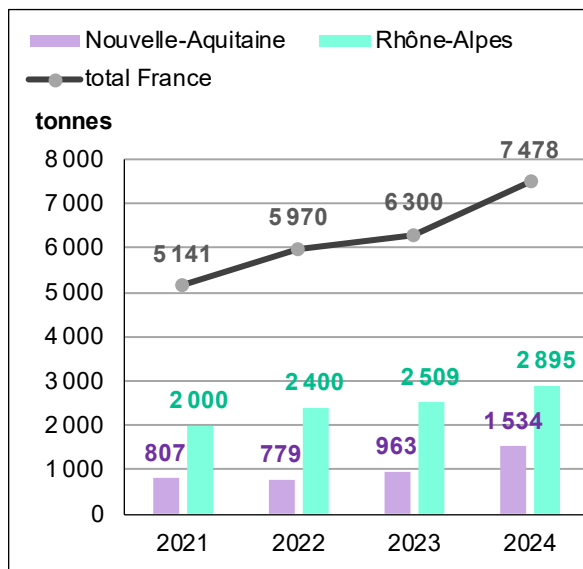 Nouvelle-Aquitaine Rhône-Alpes
total France
tonnes
8 000
7 000
6 000
5 000
4 000
3 000
2 000
1 000
0
5 141 5 970 6 300 7 478
2 000 2 400 2 509 2 895
807 779 963 1 534
2021 2022 2023 2024